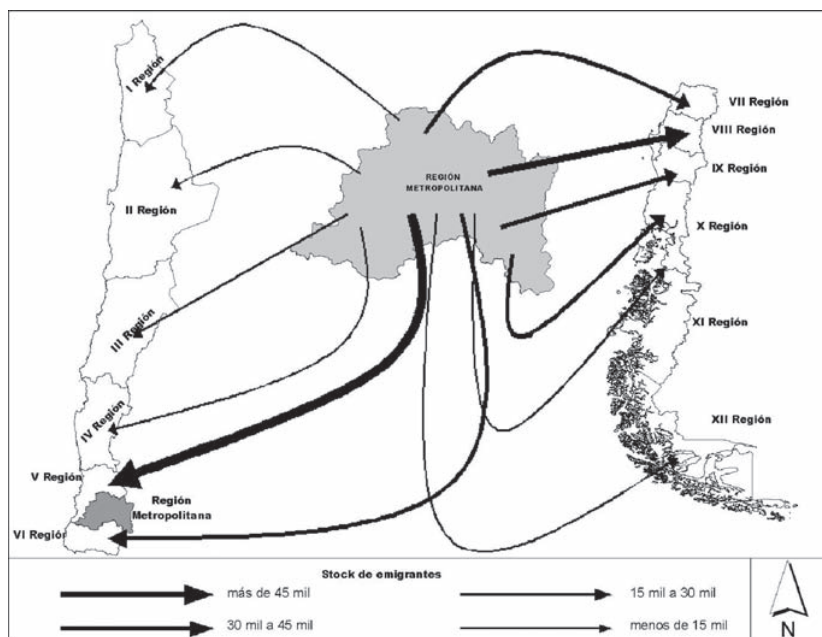 I Región
II Región
III Región
IV Región
V Región
Región
Metropolitana
VI Región
REGIÓN
METROPOLITANA
VII Región
VIII Región
IX Región
X Región
XI Región
XII Región
Stock de emigrantes
más de 45 mil
15 mil a 30 mil
30 mil a 45 mil
menos de 15 mil
N